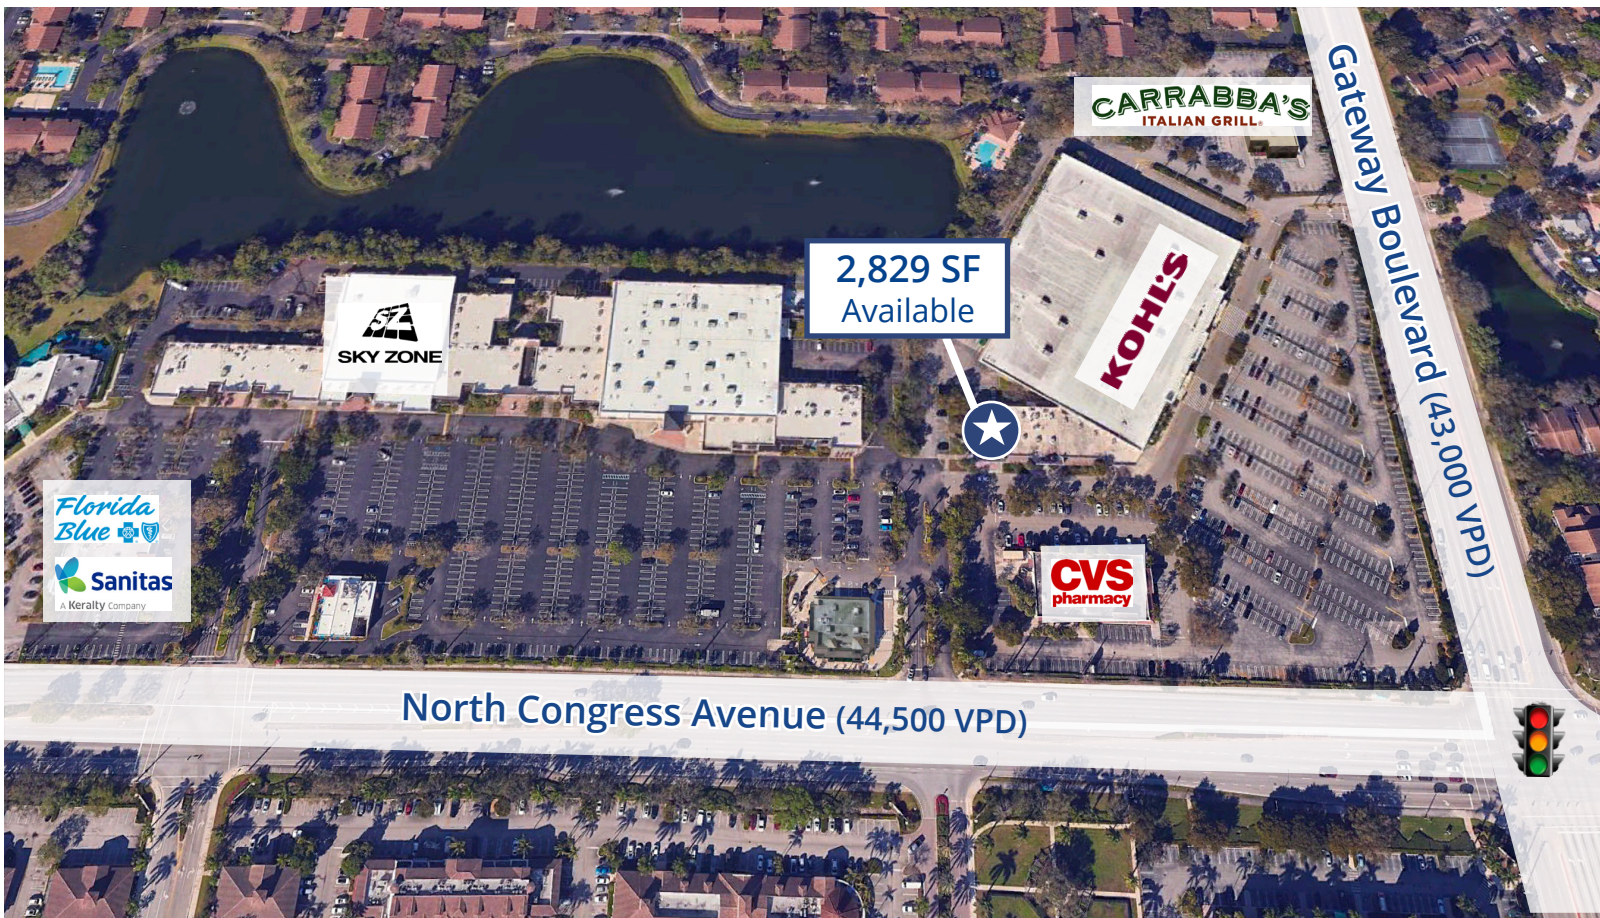 CARRABBA'S
ITALIAN GRILL®
Gateway Boulevard (43,000 VPD)
2,829 SF
Available
KOHL'S
SZ
SKY ZONE
Florida
Blue
Sanitas
A Keralty Company
CVS
pharmacy
North Congress Avenue (44,500 VPD)